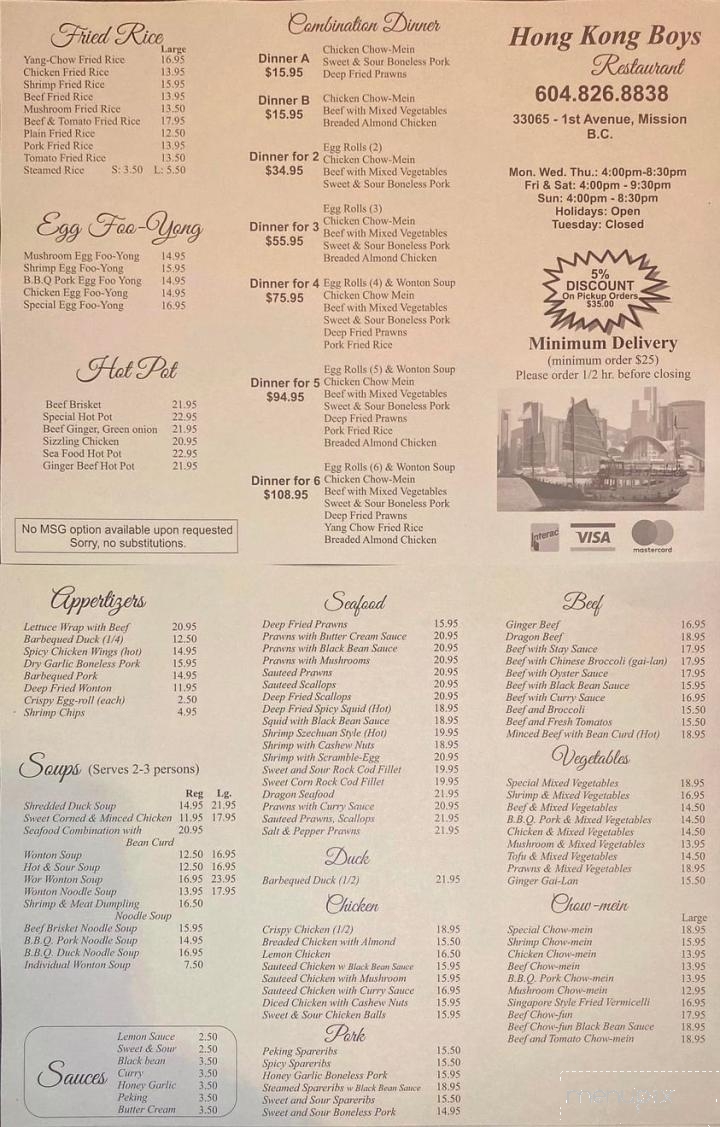 Fried Rice
Large
Yang-Chow Fried Rice 16.95
Chicken Fried Rice 13.95
Shrimp Fried Rice 15.95
Beef Fried Rice 13.95
Mushroom Fried Rice 13.50
Beef & Tomato Fried Rice 17.95
Plain Fried Rice 12.50
Pork Fried Rice 13.95
Tomato Fried Rice 13.50
Steamed Rice S: 3.50 L: 5.50
Egg Foo-Yong
Mushroom Egg Foo-Yong 14.95
Shrimp Egg Foo-Yong 15.95
B.B.Q Pork Egg Foo Yong 14.95
Chicken Egg Foo-Yong 14.95
Special Egg Foo-Yong 16.95
Hot Pot
Beef Brisket 21.95
Special Hot Pot 22.95
Beef Ginger, Green onion 21.95
Sizzling Chicken 20.95
Sea Food Hot Pot 22.95
Ginger Beef Hot Pot 21.95
No MSG option available upon requested
Sorry, no substitutions.
Combination Dinner
Dinner A
$15.95
Chicken Chow-Mein
Sweet & Sour Boneless Pork
Deep Fried Prawns
Dinner B
$15.95
Chicken Chow-Mein
Beef with Mixed Vegetables
Breaded Almond Chicken
Dinner for 2
$34.95
Egg Rolls (2)
Chicken Chow-Mein
Beef with Mixed Vegetables
Sweet & Sour Boneless Pork
Dinner for 3
$55.95
Egg Rolls (3)
Chicken Chow-Mein
Beef with Mixed Vegetables
Sweet & Sour Boneless Pork
Breaded Almond Chicken
Dinner for 4
$75.95
Egg Rolls (4) & Wonton Soup
Chicken Chow Mein
Beef with Mixed Vegetables
Sweet & Sour Boneless Pork
Deep Fried Prawns
Pork Fried Rice
Dinner for 5
$94.95
Egg Rolls (5) & Wonton Soup
Chicken Chow Mein
Beef with Mixed Vegetables
Sweet & Sour Boneless Pork
Deep Fried Prawns
Pork Fried Rice
Breaded Almond Chicken
Dinner for 6
$108.95
Egg Rolls (6) & Wonton Soup
Chicken Chow-Mein
Beef with Mixed Vegetables
Sweet & Sour Boneless Pork
Deep Fried Prawns
Yang Chow Fried Rice
Breaded Almond Chicken
Hong Kong Boys
Restaurant
604.826.8838
33065 - 1st Avenue, Mission
B.C.
Mon. Wed. Thu.: 4:00pm-8:30pm
Fri & Sat: 4:00pm - 9:30pm
Sun: 4:00pm - 8:30pm
Holidays: Open
Tuesday: Closed
5%
DISCOUNT
On Pickup Orders
$35.00
Minimum Delivery
(minimum order $25)
Please order 1/2 hr. before closing
Interac VISA mastercard
Appertizers
Lettuce Wrap with Beef 20.95
Barbequed Duck (1/4) 12.50
Spicy Chicken Wings (hot) 14.95
Dry Garlic Boneless Pork 15.95
Barbequed Pork 14.95
Deep Fried Wonton 11.95
Crispy Egg-roll (each) 2.50
Shrimp Chips 4.95
Soups (Serves 2-3 persons)
Reg Lg.
Shredded Duck Soup 14.95 21.95
Sweet Corned & Minced Chicken 11.95 17.95
Seafood Combination with 20.95
Bean Curd
Wonton Soup 12.50 16.95
Hot & Sour Soup 12.50 16.95
Wor Wonton Soup 16.95 23.95
Wonton Noodle Soup 13.95 17.95
Shrimp & Meat Dumpling 16.50
Noodle Soup
Beef Brisket Noodle Soup 15.95
B.B.Q. Pork Noodle Soup 14.95
B.B.Q. Duck Noodle Soup 16.95
Individual Wonton Soup 7.50
Sauces
Lemon Sauce 2.50
Sweet & Sour 2.50
Black bean 3.50
Curry 3.50
Honey Garlic 3.50
Peking 3.50
Butter Cream 3.50
Seafood
Deep Fried Prawns 15.95
Prawns with Butter Cream Sauce 20.95
Prawns with Black Bean Sauce 20.95
Prawns with Mushrooms 20.95
Sauteed Prawns 20.95
Sauteed Scallops 20.95
Deep Fried Scallops 20.95
Deep Fried Spicy Squid (Hot) 18.95
Squid with Black Bean Sauce 18.95
Shrimp Szechuan Style (Hot) 19.95
Shrimp with Cashew Nuts 18.95
Shrimp with Scramble-Egg 20.95
Sweet and Sour Rock Cod Fillet 19.95
Sweet Corn Rock Cod Fillet 19.95
Dragon Seafood 21.95
Prawns with Curry Sauce 20.95
Sauteed Prawns, Scallops 21.95
Salt & Pepper Prawns 21.95
Duck
Barbequed Duck (1/2) 21.95
Chicken
Crispy Chicken (1/2) 18.95
Breaded Chicken with Almond 15.50
Lemon Chicken 16.50
Sauteed Chicken w Black Bean Sauce 15.95
Sauteed Chicken with Mushroom 15.95
Sauteed Chicken with Curry Sauce 16.95
Diced Chicken with Cashew Nuts 15.95
Sweet & Sour Chicken Balls 15.95
Pork
Peking Spareribs 15.50
Spicy Spareribs 15.50
Honey Garlic Boneless Pork 15.95
Steamed Spareribs w Black Bean Sauce 18.95
Sweet and Sour Spareribs 15.50
Sweet and Sour Boneless Pork 14.95
Beef
Ginger Beef 16.95
Dragon Beef 18.95
Beef with Stay Sauce 17.95
Beef with Chinese Broccoli (gai-lan) 17.95
Beef with Oyster Sauce 17.95
Beef with Black Bean Sauce 15.95
Beef with Curry Sauce 16.95
Beef and Broccoli 15.50
Beef and Fresh Tomatos 15.50
Minced Beef with Bean Curd (Hot) 18.95
Vegetables
Special Mixed Vegetables 18.95
Shrimp & Mixed Vegetables 16.95
Beef & Mixed Vegetables 14.50
B.B.Q. Pork & Mixed Vegetables 14.50
Chicken & Mixed Vegetables 14.50
Mushroom & Mixed Vegetables 13.95
Tofu & Mixed Vegetables 14.50
Prawns & Mixed Vegetables 18.95
Ginger Gai-Lan 15.50
Chow-mein
Large
Special Chow-mein 18.95
Shrimp Chow-mein 15.95
Chicken Chow-mein 13.95
Beef Chow-mein 13.95
B.B.Q. Pork Chow-mein 13.95
Mushroom Chow-mein 12.95
Singapore Style Fried Vermicelli 16.95
Beef Chow-fun 17.95
Beef Chow-fun Black Bean Sauce 18.95
Beef and Tomato Chow-mein 18.95
menupix